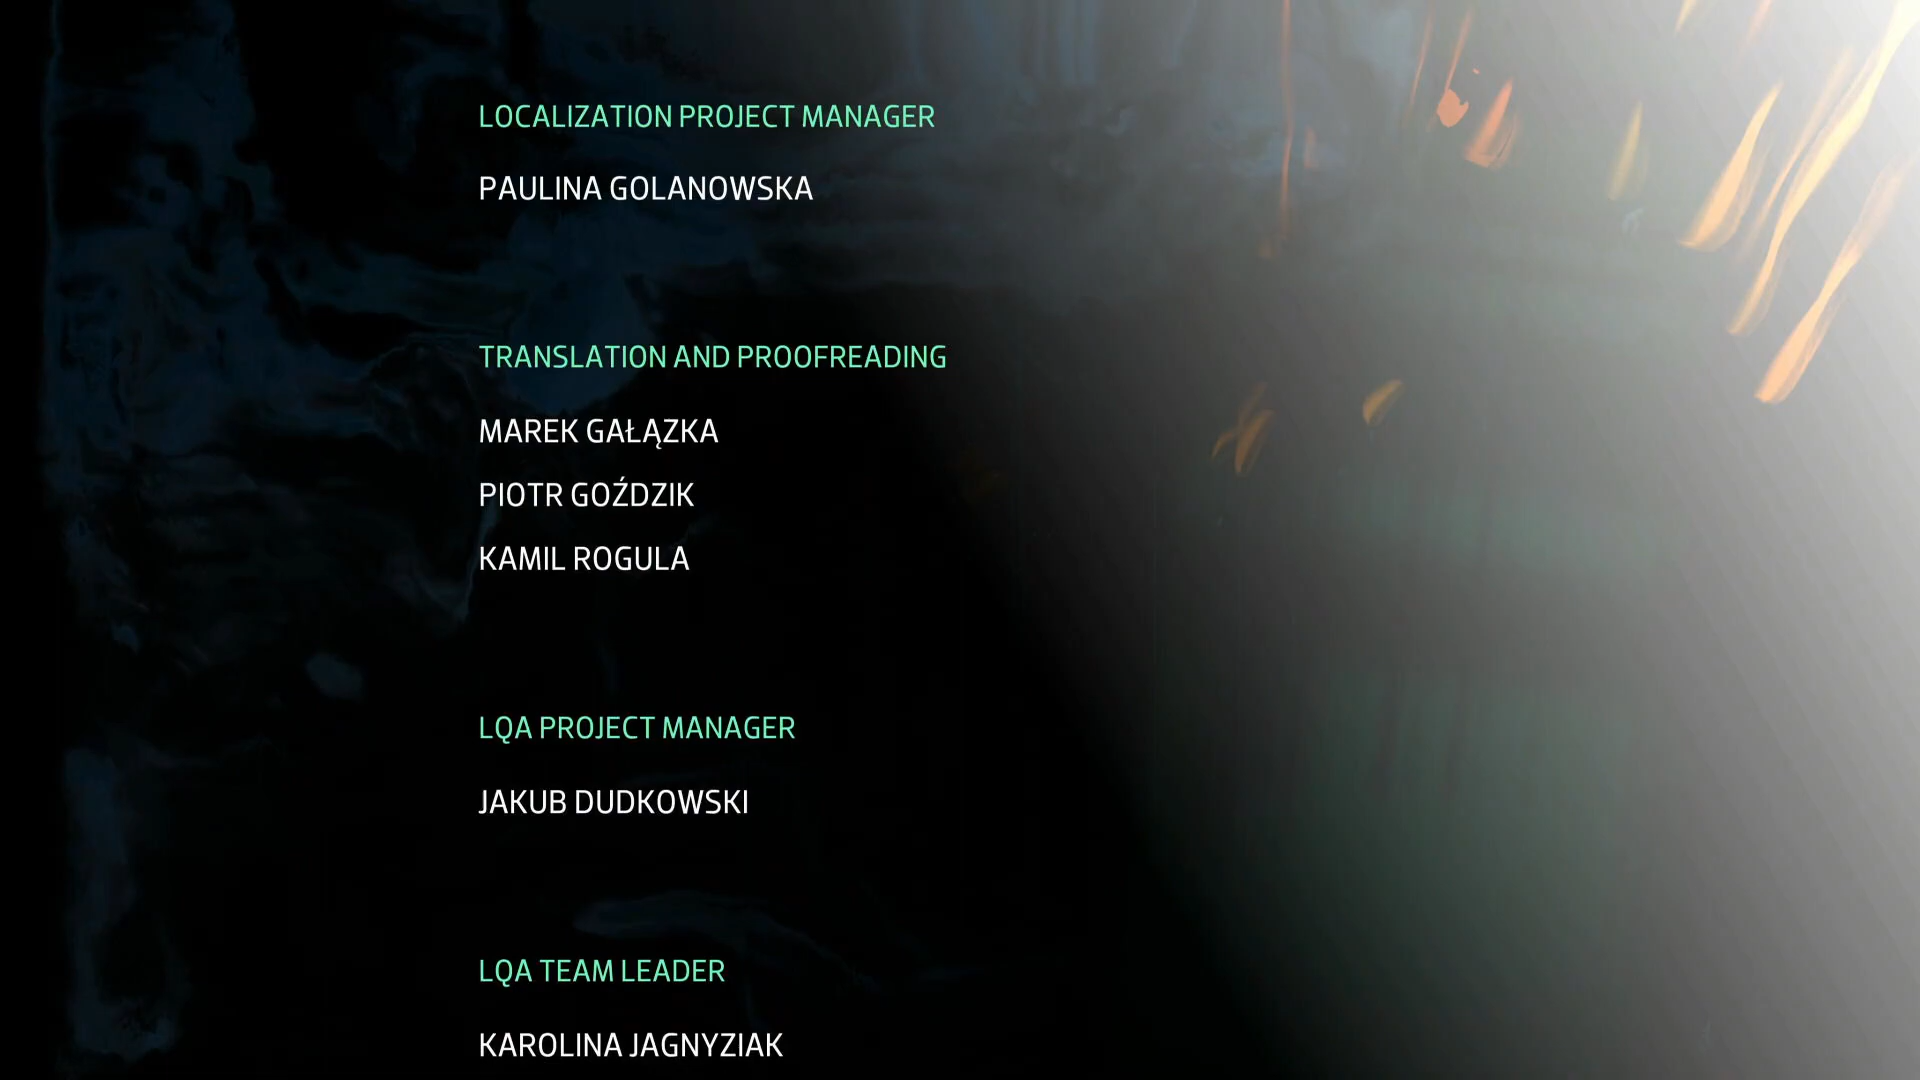 LOCALIZATION PROJECT MANAGER
PAULINA GOLANOWSKA
TRANSLATION AND PROOFREADING
MAREK GAŁĄZKA
PIOTR GOŹDZIK
KAMIL ROGULA
LQA PROJECT MANAGER
JAKUB DUDKOWSKI
LQA TEAM LEADER
KAROLINA JAGNYZIAK